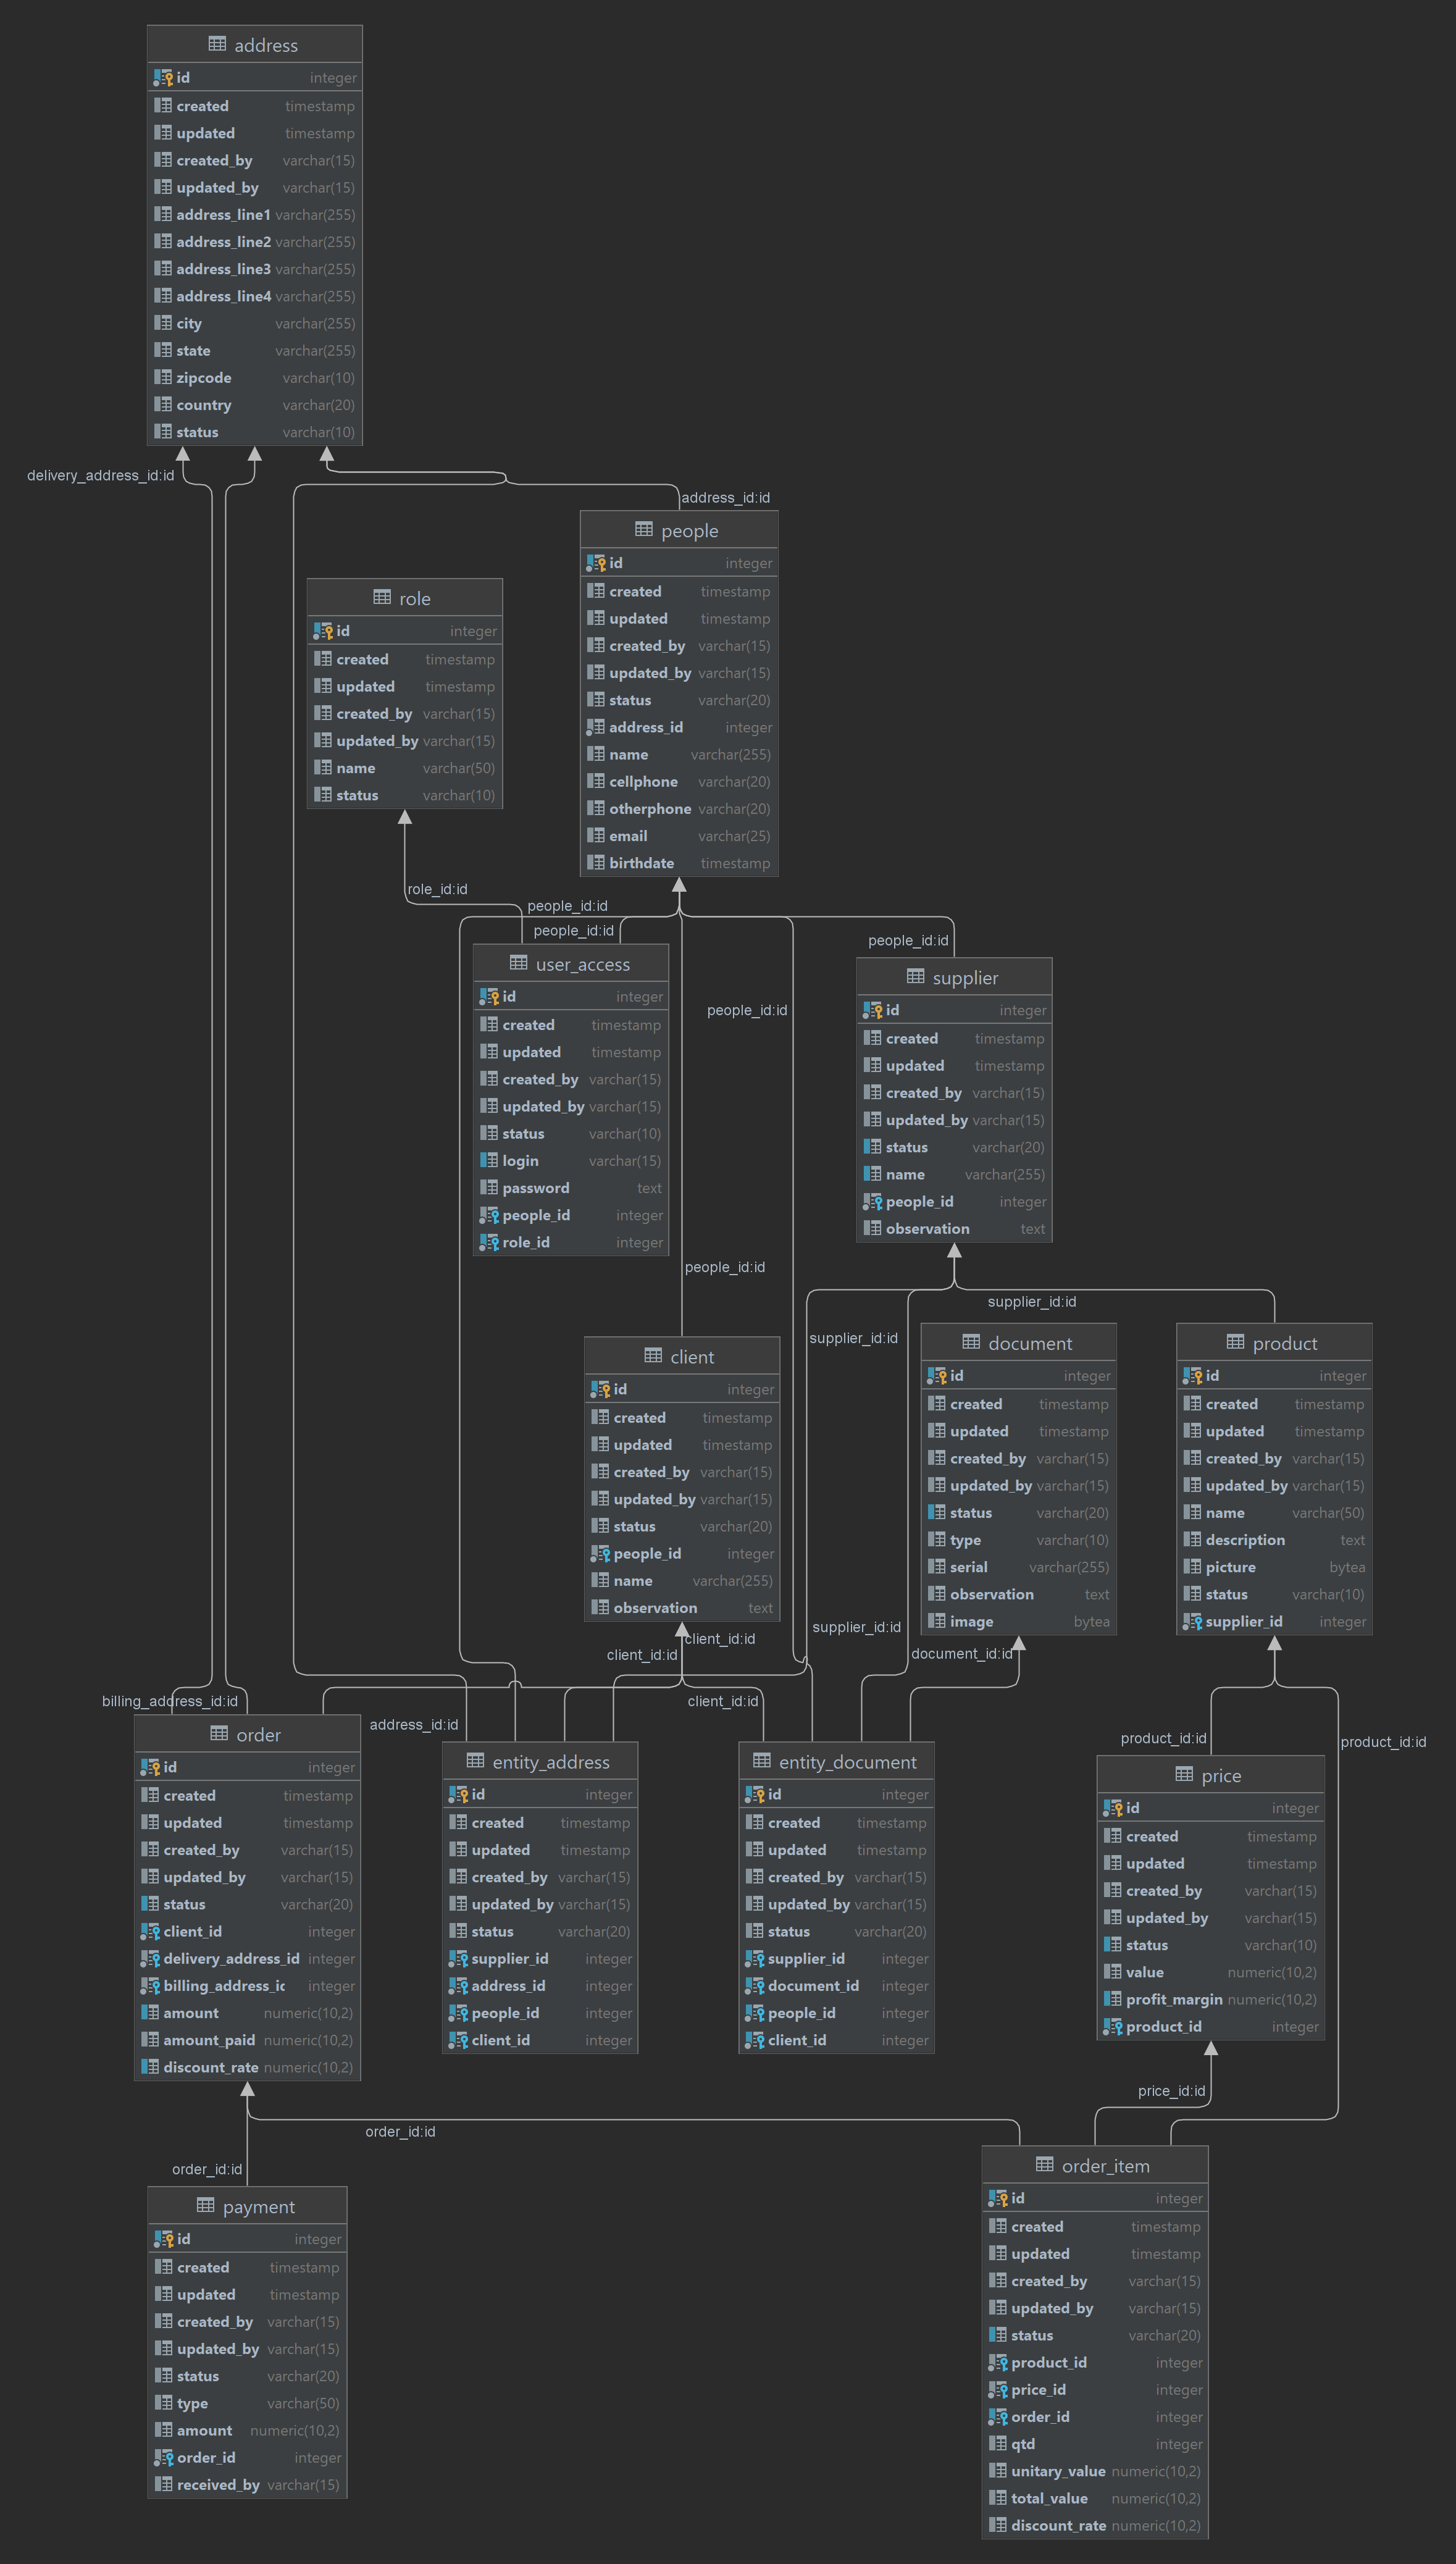 address
id integer
created timestamp
updated timestamp
created_by varchar(15)
updated_by varchar(15)
address_line1 varchar(255)
address_line2 varchar(255)
address_line3 varchar(255)
address_line4 varchar(255)
city varchar(255)
state varchar(255)
zipcode varchar(10)
country varchar(20)
status varchar(10)
delivery_address_id:id
address_id:id
people
id integer
created timestamp
updated timestamp
created_by varchar(15)
updated_by varchar(15)
status varchar(20)
address_id integer
name varchar(255)
cellphone varchar(20)
otherphone varchar(20)
email varchar(25)
birthdate timestamp
role
id integer
created timestamp
updated timestamp
created_by varchar(15)
updated_by varchar(15)
name varchar(50)
status varchar(10)
role_id:id
people_id:id
people_id:id
people_id:id
people_id:id
people_id:id
user_access
id integer
created timestamp
updated timestamp
created_by varchar(15)
updated_by varchar(15)
status varchar(10)
login varchar(15)
password text
people_id integer
role_id integer
supplier
id integer
created timestamp
updated timestamp
created_by varchar(15)
updated_by varchar(15)
status varchar(20)
name varchar(255)
people_id integer
observation text
supplier_id:id
supplier_id:id
supplier_id:id
client
id integer
created timestamp
updated timestamp
created_by varchar(15)
updated_by varchar(15)
status varchar(20)
people_id integer
name varchar(255)
observation text
document
id integer
created timestamp
updated timestamp
created_by varchar(15)
updated_by varchar(15)
status varchar(20)
type varchar(10)
serial varchar(255)
observation text
image bytea
product
id integer
created timestamp
updated timestamp
created_by varchar(15)
updated_by varchar(15)
name varchar(50)
description text
picture bytea
status varchar(10)
supplier_id integer
client_id:id
client_id:id
document_id:id
billing_address_id:id
client_id:id
address_id:id
product_id:id
product_id:id
order
id integer
created timestamp
updated timestamp
created_by varchar(15)
updated_by varchar(15)
status varchar(20)
client_id integer
delivery_address_id integer
billing_address_ic integer
amount numeric(10,2)
amount_paid numeric(10,2)
discount_rate numeric(10,2)
entity_address
id integer
created timestamp
updated timestamp
created_by varchar(15)
updated_by varchar(15)
status varchar(20)
supplier_id integer
address_id integer
people_id integer
client_id integer
entity_document
id integer
created timestamp
updated timestamp
created_by varchar(15)
updated_by varchar(15)
status varchar(20)
supplier_id integer
document_id integer
people_id integer
client_id integer
price
id integer
created timestamp
updated timestamp
created_by varchar(15)
updated_by varchar(15)
status varchar(10)
value numeric(10,2)
profit_margin numeric(10,2)
product_id integer
price_id:id
order_id:id
order_id:id
payment
id integer
created timestamp
updated timestamp
created_by varchar(15)
updated_by varchar(15)
status varchar(20)
type varchar(50)
amount numeric(10,2)
order_id integer
received_by varchar(15)
order_item
id integer
created timestamp
updated timestamp
created_by varchar(15)
updated_by varchar(15)
status varchar(20)
product_id integer
price_id integer
order_id integer
qtd integer
unitary_value numeric(10,2)
total_value numeric(10,2)
discount_rate numeric(10,2)